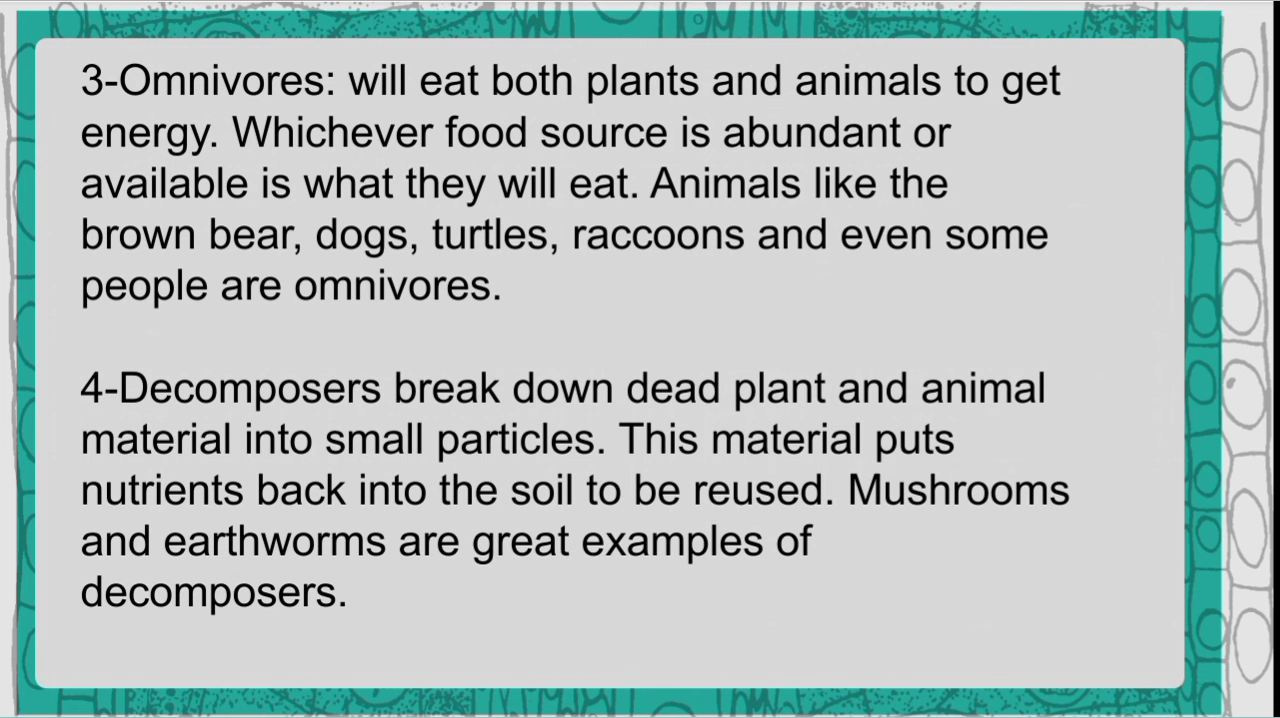 3-Omnivores: will eat both plants and animals to get
energy. Whichever food source is abundant or
available is what they will eat. Animals like the
brown bear, dogs, turtles, raccoons and even some
people are omnivores.
4-Decomposers break down dead plant and animal
material into small particles. This material puts
nutrients back into the soil to be reused. Mushrooms
and earthworms are great examples of
decomposers.